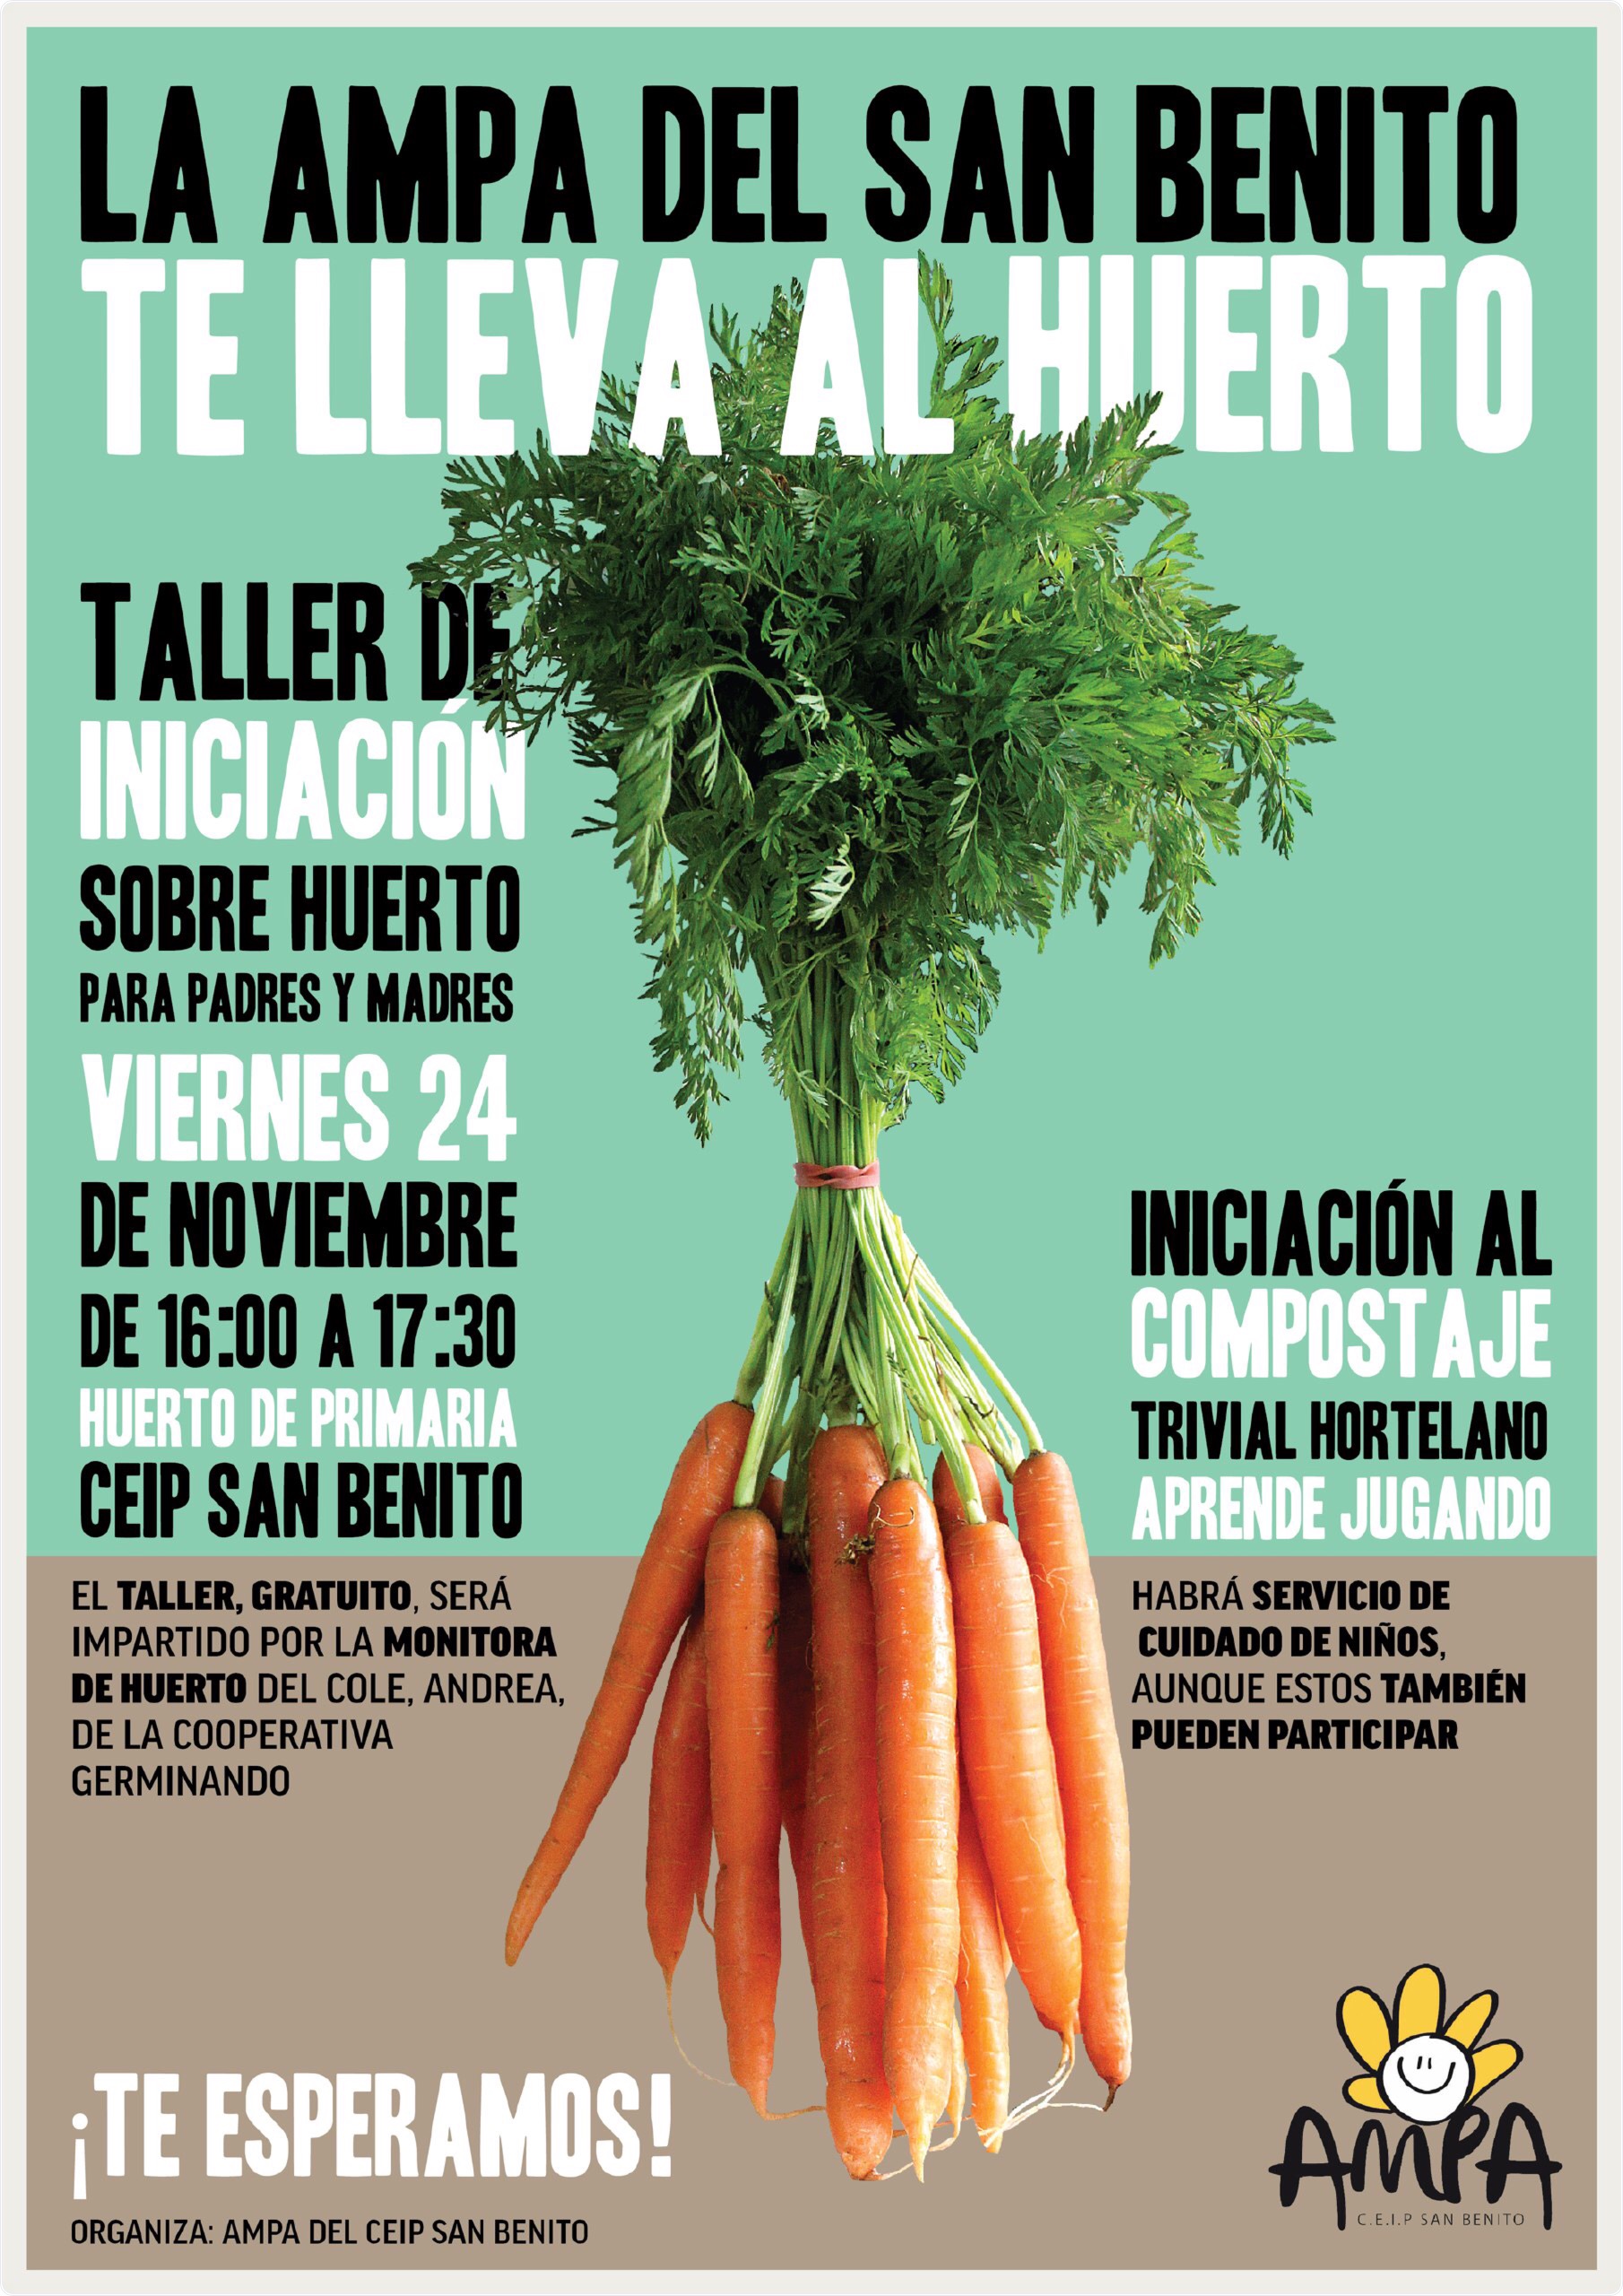 LA AMPA DEL SAN BENITO
TE LLEVA AL HUERTO
TALLER DE
INICIACIÓN
SOBRE HUERTO
PARA PADRES Y MADRES
VIERNES 24
DE NOVIEMBRE
DE 16:00 A 17:30
HUERTO DE PRIMARIA
CEIP SAN BENITO
EL TALLER, GRATUITO, SERÁ
IMPARTIDO POR LA MONITORA
DE HUERTO DEL COLE, ANDREA,
DE LA COOPERATIVA
GERMINANDO
INICIACIÓN AL
COMPOSTAJE
TRIVIAL HORTELANO
APRENDE JUGANDO
HABRÁ SERVICIO DE
CUIDADO DE NIÑOS,
AUNQUE ESTOS TAMBIÉN
PUEDEN PARTICIPAR
¡TE ESPERAMOS!
ORGANIZA: AMPA DEL CEIP SAN BENITO
AMPA
C.E.I.P SAN BENITO